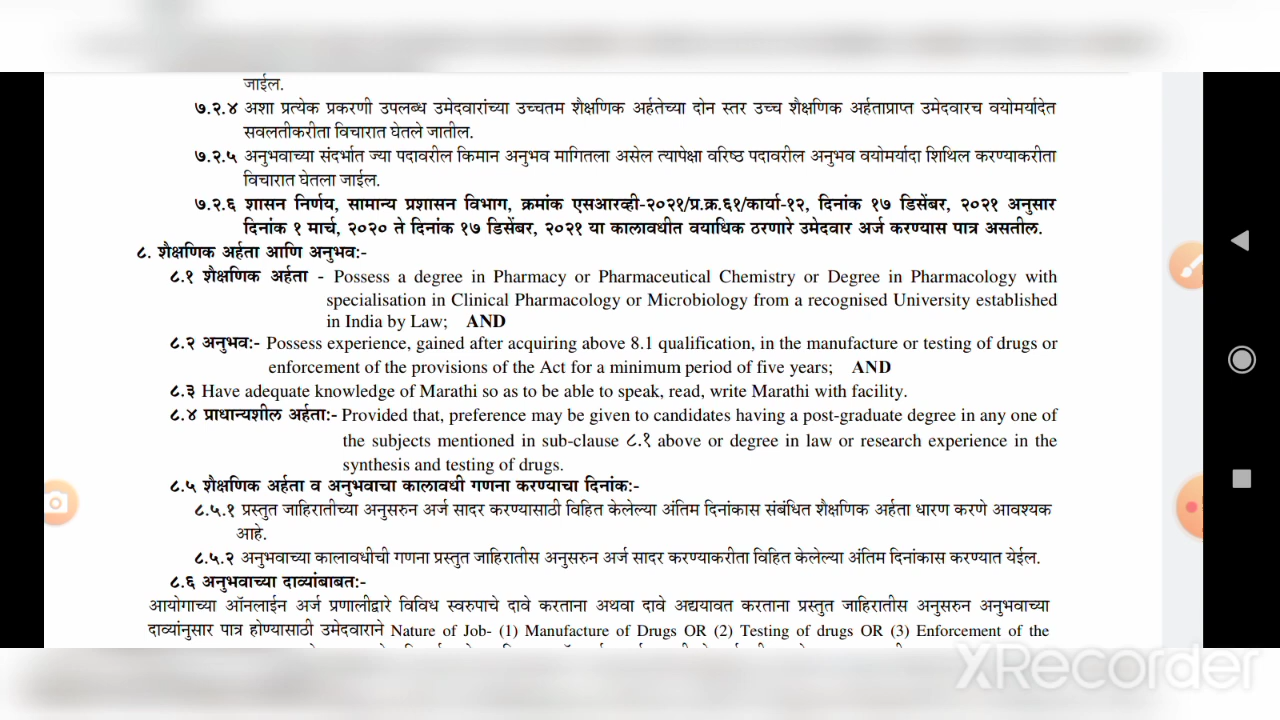 जाईल.
७.२.४ अशा प्रत्येक प्रकरणी उपलब्ध उमेदवारांच्या उच्चतम शैक्षणिक अर्हतेच्या दोन स्तर उच्च शैक्षणिक अर्हताप्राप्त उमेदवारच वयोमर्यादेत
सवलतीकरीता विचारात घेतले जातील.
७.२.५ अनुभवाच्या संदर्भात ज्या पदावरील किमान अनुभव मागितला असेल त्यापेक्षा वरिष्ठ पदावरील अनुभव वयोमर्यादा शिथिल करण्याकरीता
विचारात घेतला जाईल.
७.२.६ शासन निर्णय, सामान्य प्रशासन विभाग, क्रमांक एसआरव्ही-२०२१/प्र.क्र.६१/कार्या-१२, दिनांक १७ डिसेंबर, २०२१ अनुसार
दिनांक १ मार्च, २०२० ते दिनांक १७ डिसेंबर, २०२१ या कालावधीत वयाधिक ठरणारे उमेदवार अर्ज करण्यास पात्र असतील.
८. शैक्षणिक अर्हता आणि अनुभव:-
८.१ शैक्षणिक अर्हता - Possess a degree in Pharmacy or Pharmaceutical Chemistry or Degree in Pharmacology with
specialisation in Clinical Pharmacology or Microbiology from a recognised University established
in India by Law; AND
८.२ अनुभव:- Possess experience, gained after acquiring above 8.1 qualification, in the manufacture or testing of drugs or
enforcement of the provisions of the Act for a minimum period of five years; AND
८.३ Have adequate knowledge of Marathi so as to be able to speak, read, write Marathi with facility.
८.४ प्राधान्यशील अर्हता:- Provided that, preference may be given to candidates having a post-graduate degree in any one of
the subjects mentioned in sub-clause ८.१ above or degree in law or research experience in the
synthesis and testing of drugs.
८.५ शैक्षणिक अर्हता व अनुभवाचा कालावधी गणना करण्याचा दिनांक:-
८.५.१ प्रस्तुत जाहिरातीच्या अनुसरुन अर्ज सादर करण्यासाठी विहित केलेल्या अंतिम दिनांकास संबंधित शैक्षणिक अर्हता धारण करणे आवश्यक
आहे.
८.५.२ अनुभवाच्या कालावधीची गणना प्रस्तुत जाहिरातीस अनुसरुन अर्ज सादर करण्याकरीता विहित केलेल्या अंतिम दिनांकास करण्यात येईल.
८.६ अनुभवाच्या दाव्यांबाबत:-
आयोगाच्या ऑनलाईन अर्ज प्रणालीद्वारे विविध स्वरुपाचे दावे करताना अथवा दावे अद्ययावत करताना प्रस्तुत जाहिरातीस अनुसरुन अनुभवाच्या
दाव्यांनुसार पात्र होण्यासाठी उमेदवाराने Nature of Job- (1) Manufacture of Drugs OR (2) Testing of drugs OR (3) Enforcement of the
XRecorder